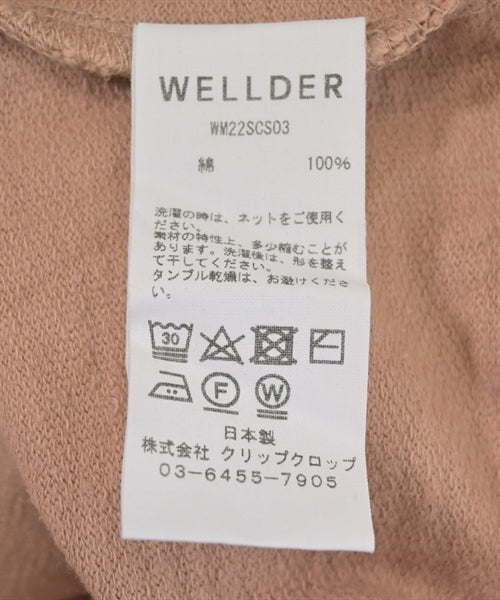 WELLDER
WM22SCS03
綿 100%
洗濯の時は、ネットをご使用く
ださい。
素材の特性上、多少縮むことが
あります。洗濯後は、形を整え
て干してください。
タンブル乾燥は、お避けくださ
い。
30
F W
日本製
株式会社 クリップクロップ
03-6455-7905